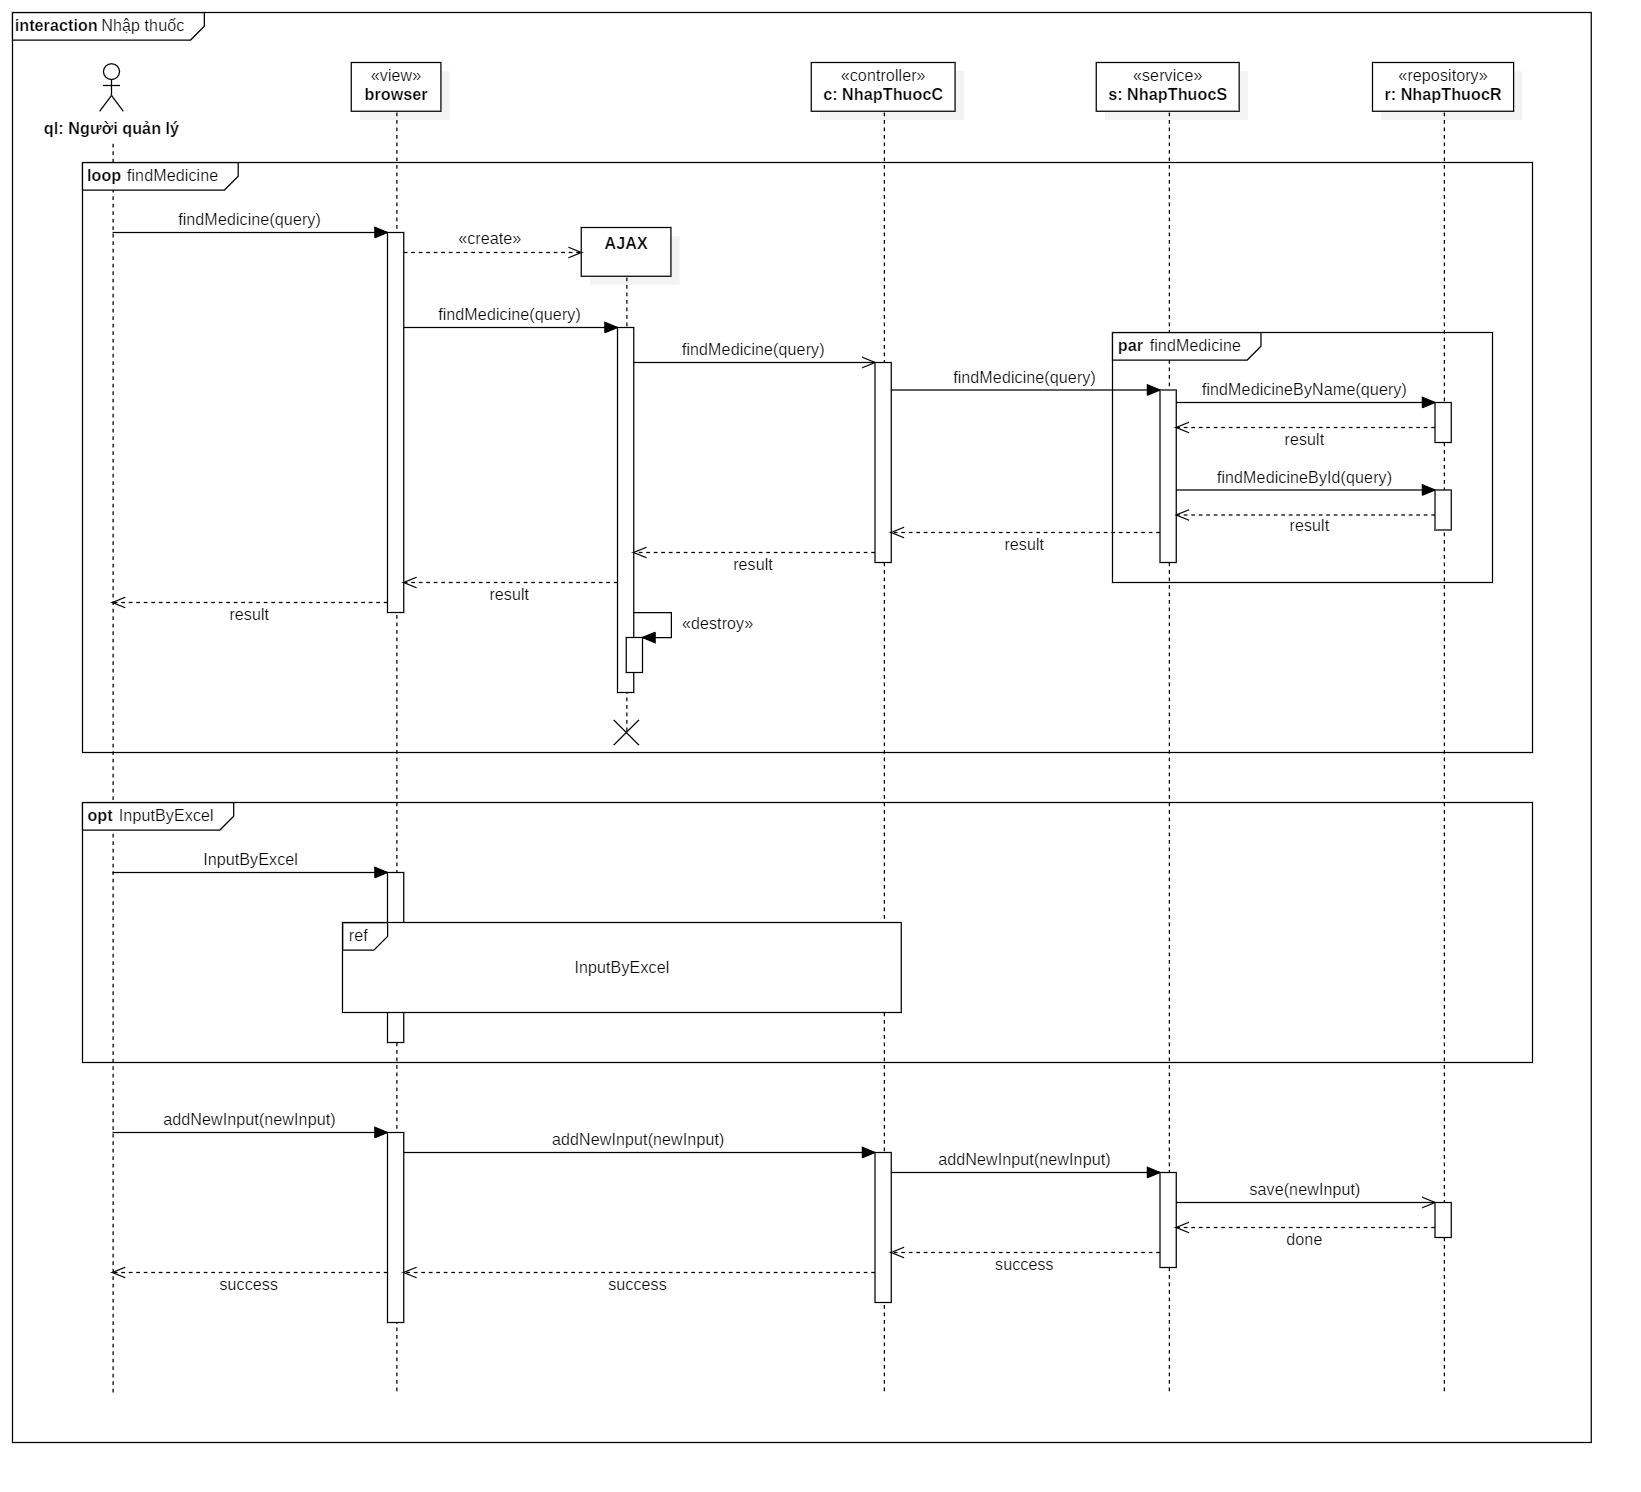 interaction Nhập thuốc
«view»
browser
«controller»
c: NhapThuocC
«service»
s: NhapThuocS
«repository»
r: NhapThuocR
ql: Người quản lý
loop findMedicine
findMedicine(query)
«create»
AJAX
findMedicine(query)
findMedicine(query)
par findMedicine
findMedicine(query)
findMedicineByName(query)
result
findMedicineById(query)
result
result
result
result
result
«destroy»
opt InputByExcel
InputByExcel
ref
InputByExcel
addNewInput(newInput)
addNewInput(newInput)
addNewInput(newInput)
save(newInput)
done
success
success
success